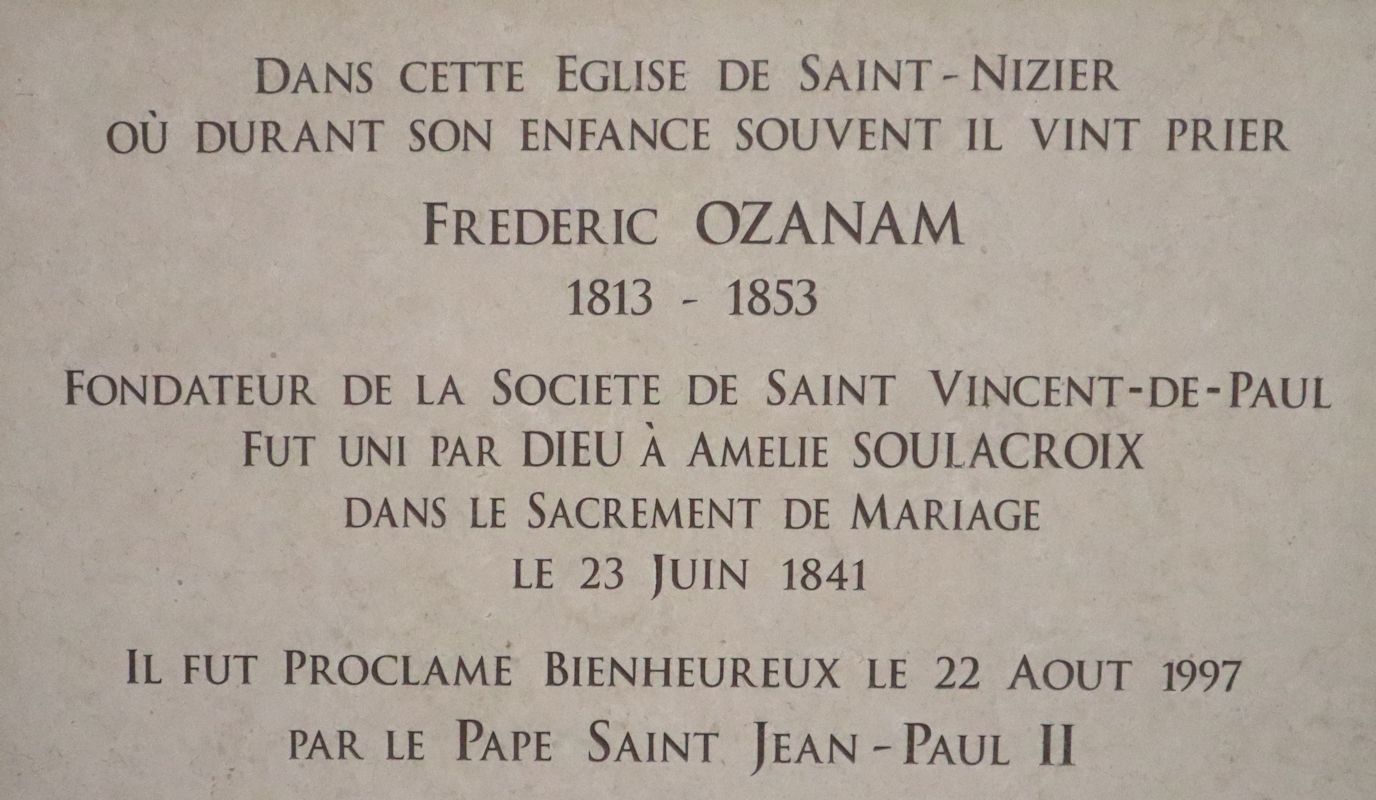 DANS CETTE EGLISE DE SAINT-NIZIER
OÙ DURANT SON ENFANCE SOUVENT IL VINT PRIER
FREDERIC OZANAM
1813 - 1853
FONDATEUR DE LA SOCIETE DE SAINT VINCENT-DE-PAUL
FUT UNI PAR DIEU À AMELIE SOULACROIX
DANS LE SACREMENT DE MARIAGE
LE 23 JUIN 1841
IL FUT PROCLAME BIENHEUREUX LE 22 AOUT 1997
PAR LE PAPE SAINT JEAN-PAUL II